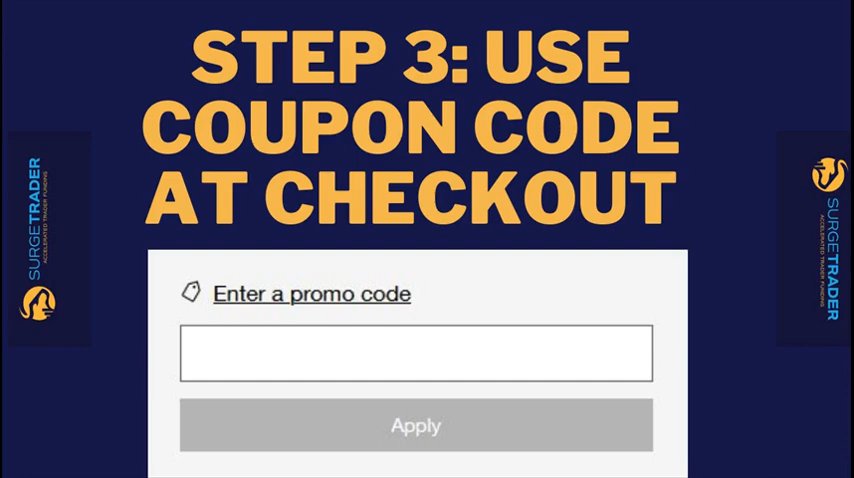 STEP 3: USE
COUPON CODE
AT CHECKOUT
SURGETRADER
ACCELERATED TRADER FUNDING
SURGETRADER
ACCELERATED TRADER FUNDING
Enter a promo code
Apply